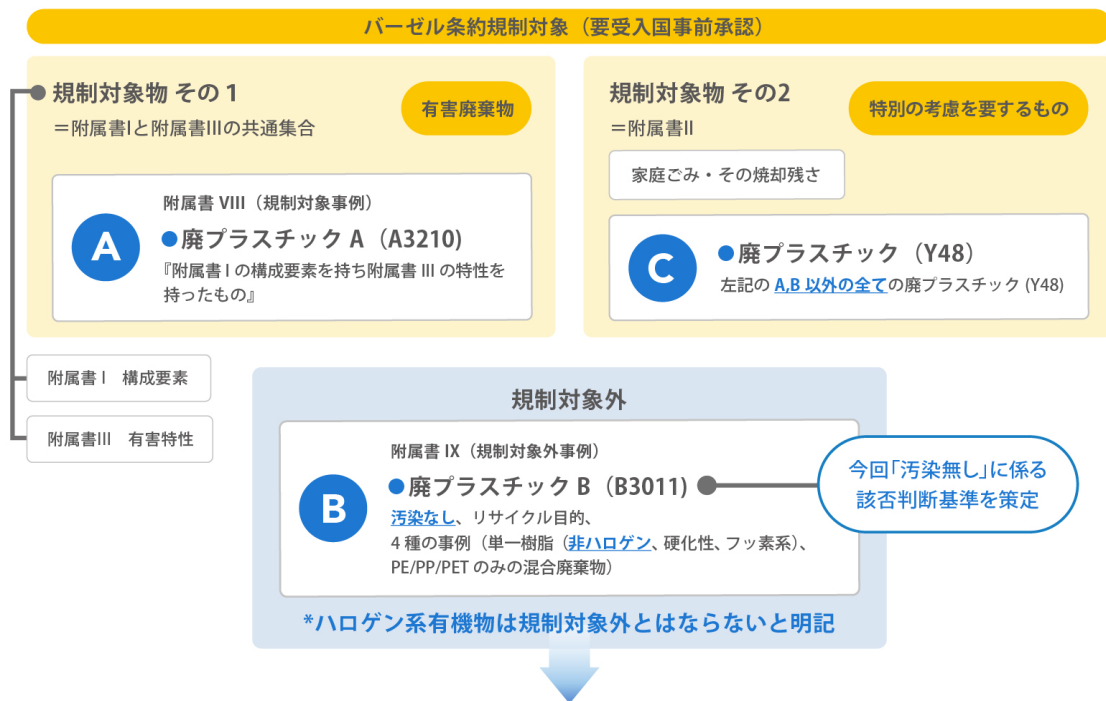 バーゼル条約規制対象（要受入国事前承認）
規制対象物 その1
有害廃棄物
＝附属書Iと附属書IIIの共通集合
附属書 VIII（規制対象事例）
A
●廃プラスチック A（A3210)
『附属書 I の構成要素を持ち附属書 III の特性を
持ったもの』
附属書 I　構成要素
附属書III　有害特性
規制対象物 その2
特別の考慮を要するもの
＝附属書II
家庭ごみ・その焼却残さ
C
●廃プラスチック（Y48）
左記の A,B 以外の全ての廃プラスチック (Y48)
規制対象外
附属書 IX（規制対象外事例）
B
●廃プラスチック B（B3011)
汚染なし、リサイクル目的、
4 種の事例（単一樹脂（非ハロゲン、硬化性、フッ素系）、
PE/PP/PET のみの混合廃棄物）
今回「汚染無し」に係る
該否判断基準を策定
*ハロゲン系有機物は規制対象外とはならないと明記